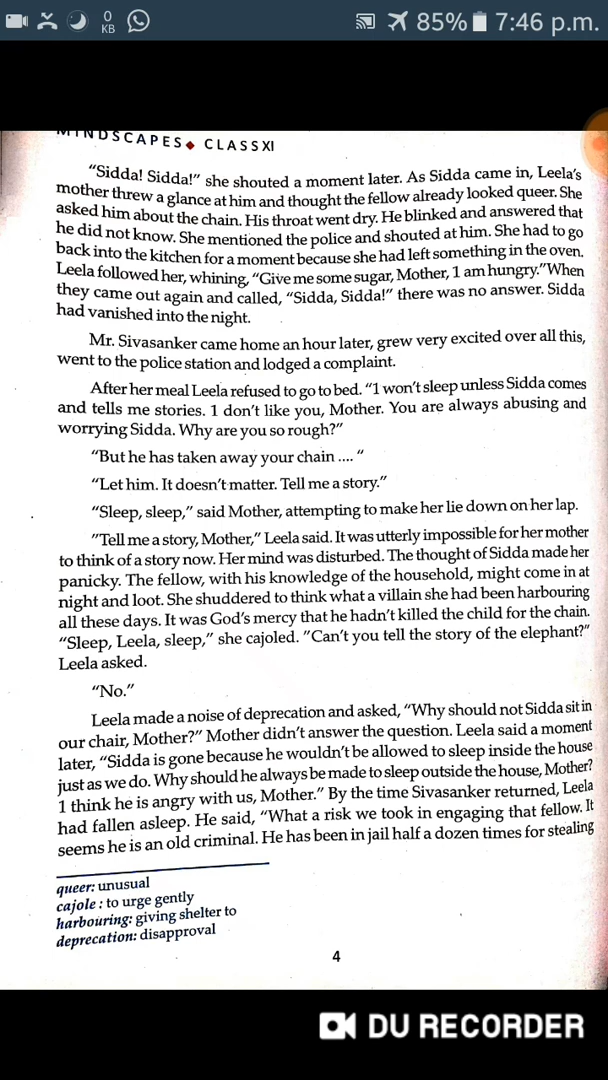 0
KB
85% 7:46 p.m.
MINDSCAPES CLASS XI
"Sidda! Sidda!" she shouted a moment later. As Sidda came in, Leela's
mother threw a glance at him and thought the fellow already looked queer. She
asked him about the chain. His throat went dry. He blinked and answered that
he did not know. She mentioned the police and shouted at him. She had to go
back into the kitchen for a moment because she had left something in the oven.
Leela followed her, whining, "Give me some sugar, Mother, 1 am hungry."When
they came out again and called, "Sidda, Sidda!" there was no answer. Sidda
had vanished into the night.
Mr. Sivasanker came home an hour later, grew very excited over all this,
went to the police station and lodged a complaint.
After her meal Leela refused to go to bed. "1 won't sleep unless Sidda comes
and tells me stories. 1 don't like you, Mother. You are always abusing and
worrying Sidda. Why are you so rough?"
"But he has taken away your chain .... "
"Let him. It doesn't matter. Tell me a story."
"Sleep, sleep," said Mother, attempting to make her lie down on her lap.
"Tell me a story, Mother," Leela said. It was utterly impossible for her mother
to think of a story now. Her mind was disturbed. The thought of Sidda made her
panicky. The fellow, with his knowledge of the household, might come in at
night and loot. She shuddered to think what a villain she had been harbouring
all these days. It was God's mercy that he hadn't killed the child for the chain.
"Sleep, Leela, sleep," she cajoled. "Can't you tell the story of the elephant?"
Leela asked.
"No."
Leela made a noise of deprecation and asked, "Why should not Sidda sit in
our chair, Mother?" Mother didn't answer the question. Leela said a moment
later, "Sidda is gone because he wouldn't be allowed to sleep inside the house
just as we do. Why should he always be made to sleep outside the house, Mother?
1 think he is angry with us, Mother." By the time Sivasanker returned, Leela
had fallen asleep. He said, "What a risk we took in engaging that fellow. It
seems he is an old criminal. He has been in jail half a dozen times for stealing
queer: unusual
cajole : to urge gently
harbouring: giving shelter to
deprecation: disapproval
4
DU RECORDER